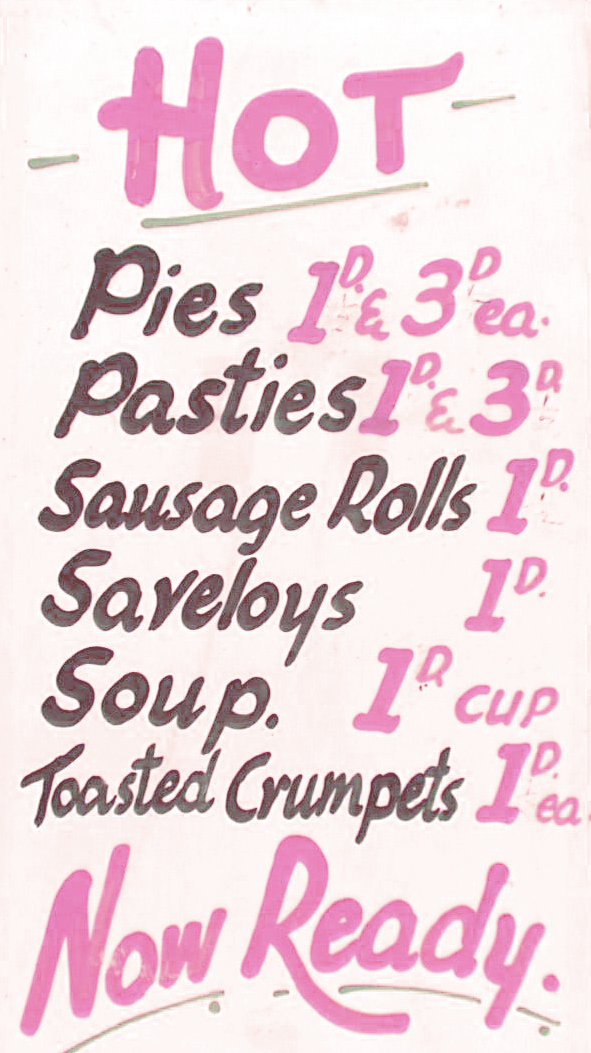 - HOT -
Pies 1D. & 3D ea.
Pasties 1D. & 3D.
Sausage Rolls 1D.
Saveloys 1D.
Soup. 1D. CUP
Toasted Crumpets 1D. ea.
Now Ready.